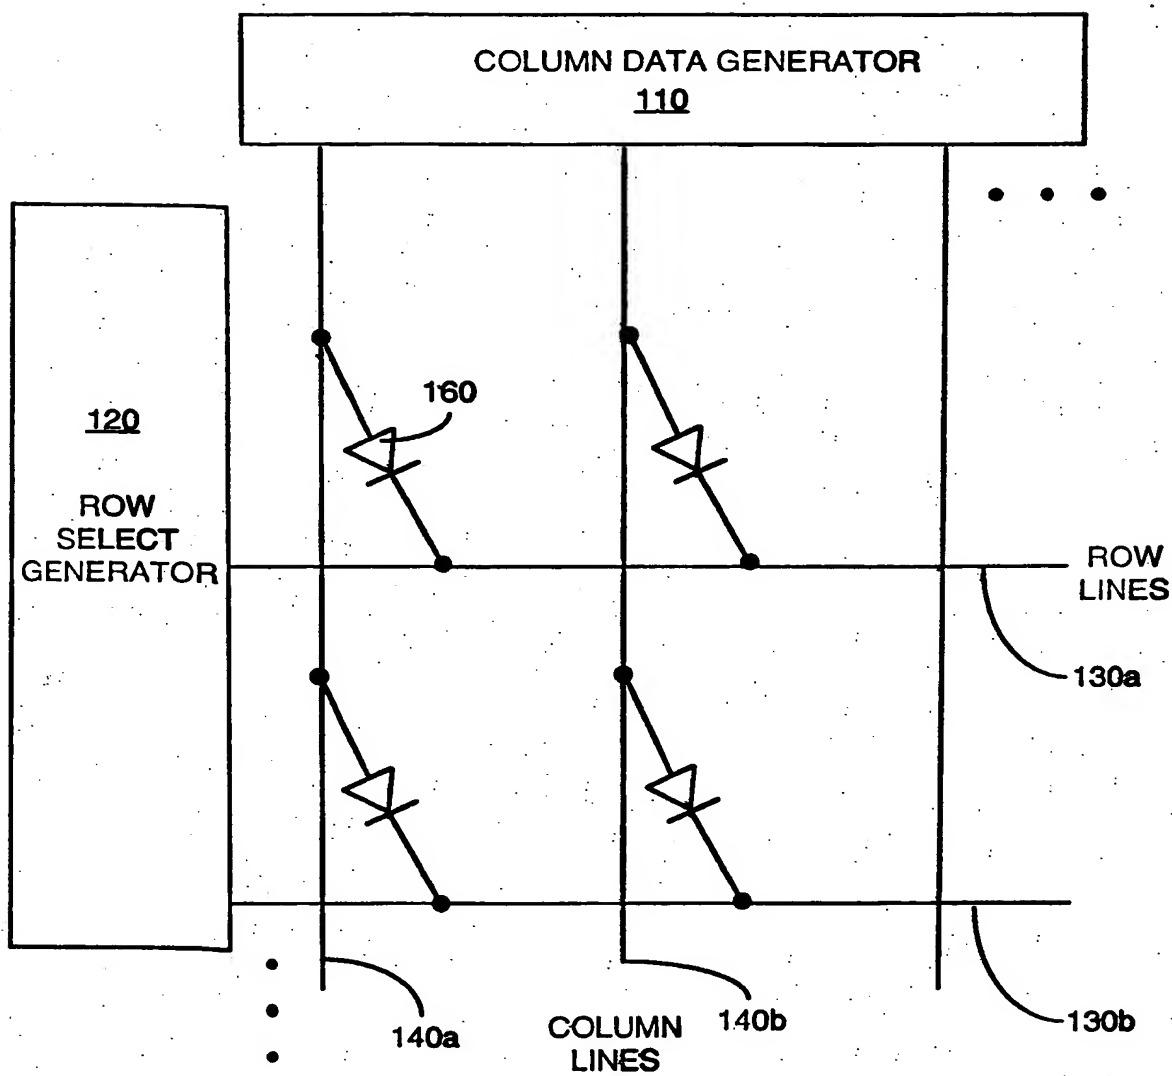 COLUMN DATA GENERATOR
110
160
120
ROW
SELECT
GENERATOR
ROW
LINES
130a
140a
COLUMN
LINES
140b
130b